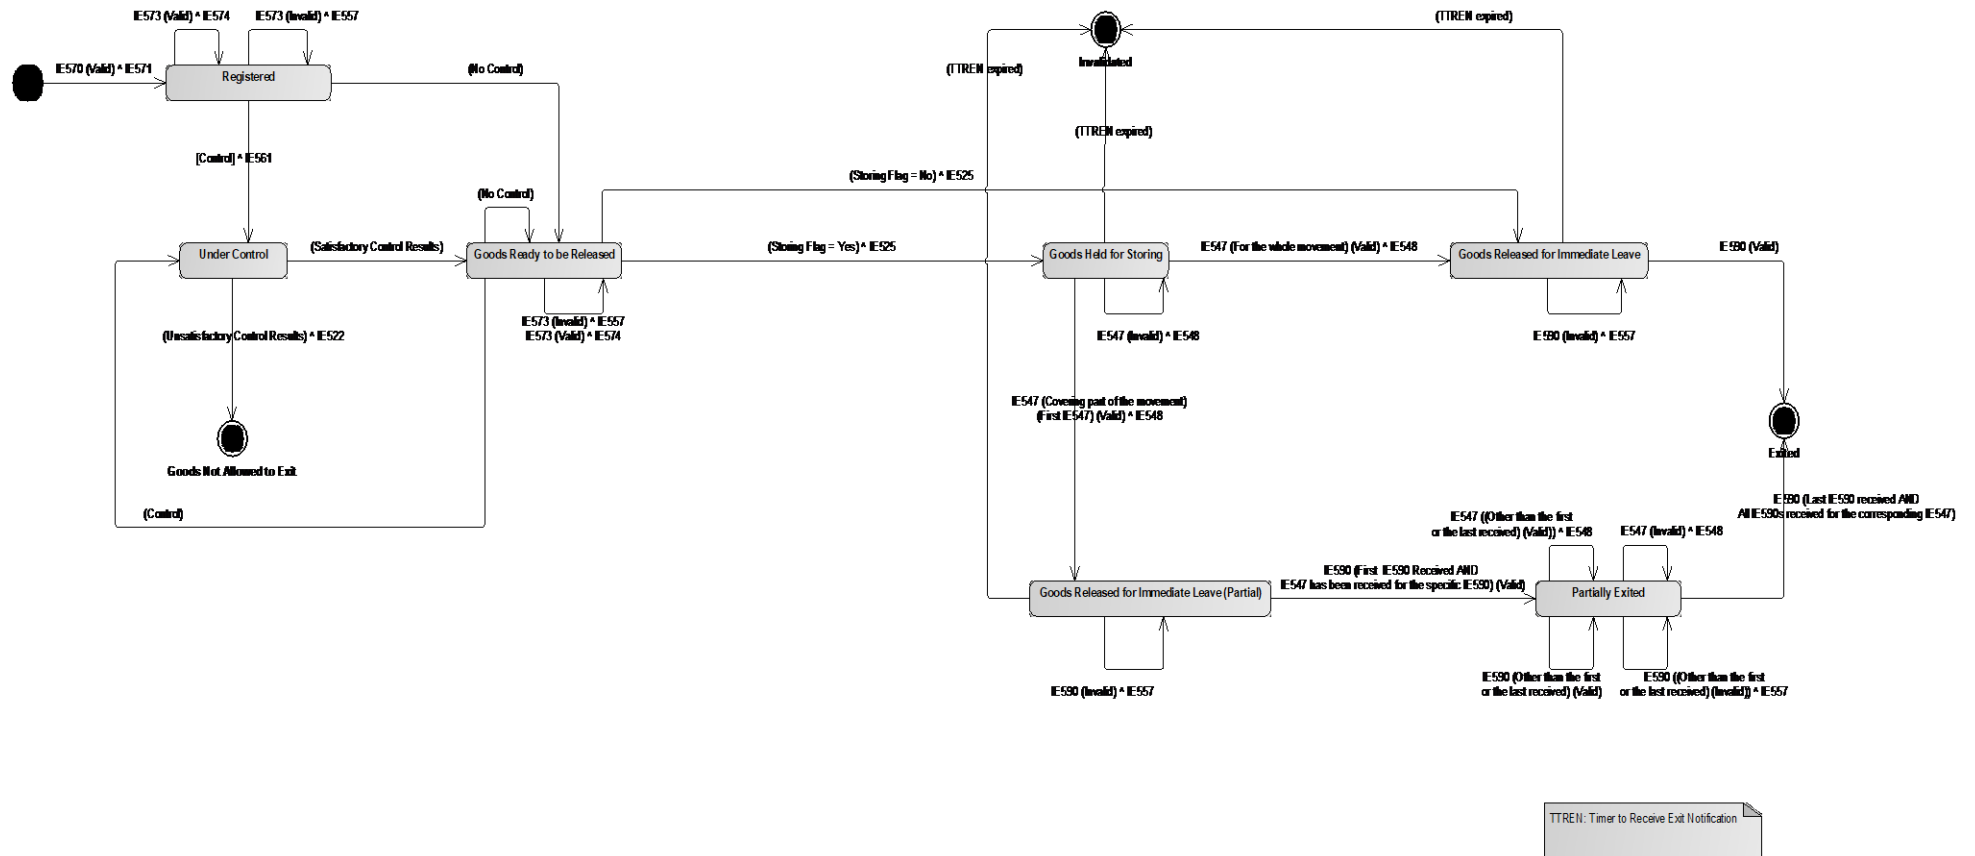 IE573 (Valid) ^ IE574
IE573 (Invalid) ^ IE557
(TTREN expired)
IE570 (Valid) ^ IE571
Registered
(No Control)
(TTREN expired)
Invalidated
(TTREN expired)
[Control] ^ IE561
(Storing Flag = No) ^ IE525
(No Control)
Under Control
(Satisfactory Control Results)
Goods Ready to be Released
(Storing Flag = Yes) ^ IE525
Goods Held for Storing
IE547 (For the whole movement) (Valid) ^ IE548
Goods Released for Immediate Leave
IE590 (Valid)
IE573 (Invalid) ^ IE557
IE573 (Valid) ^ IE574
(Unsatisfactory Control Results) ^ IE522
IE547 (Invalid) ^ IE548
IE590 (Invalid) ^ IE557
IE547 (Covering part of the movement)
(First IE547) (Valid) ^ IE548
Exited
Goods Not Allowed to Exit
(Control)
IE590 (Last IE590 received AND
All IE590s received for the corresponding IE547)
IE547 ((Other than the first
or the last received) (Valid)) ^ IE548
IE547 (Invalid) ^ IE548
IE590 (First IE590 Received AND
IE547 has been received for the specific IE590) (Valid)
Goods Released for Immediate Leave (Partial)
Partially Exited
IE590 (Invalid) ^ IE557
IE590 (Other than the first
or the last received) (Valid)
IE590 ((Other than the first
or the last received) (Invalid)) ^ IE557
TTREN: Timer to Receive Exit Notification